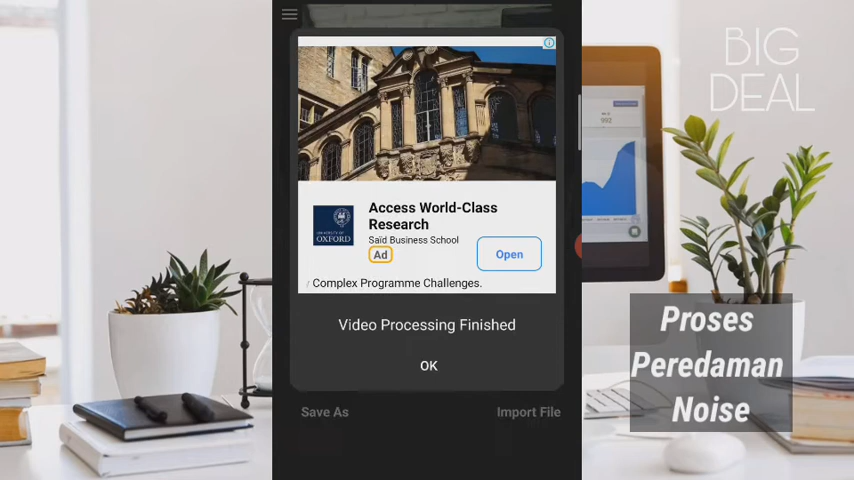 BIG
DEAL
Access World-Class
Research
Saïd Business School
Ad
Open
UNIVERSITY OF
OXFORD
Complex Programme Challenges.
Video Processing Finished
OK
Save As
Import File
Proses
Peredaman
Noise